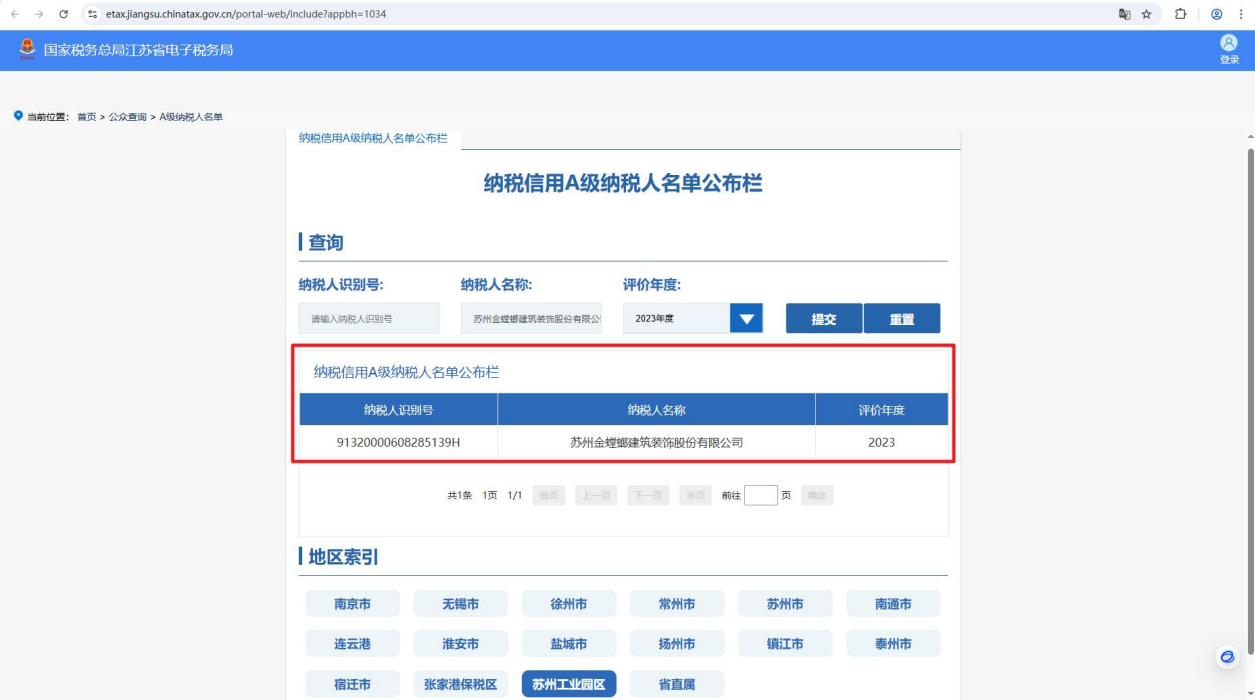 etax.jiangsu.chinatax.gov.cn/portal-web/include?appbh=1034
国家税务总局江苏省电子税务局
登录
当前位置： 首页 > 公众查询 > A级纳税人名单
纳税信用A级纳税人名单公布栏
纳税信用A级纳税人名单公布栏
查询
纳税人识别号: 纳税人名称: 评价年度:
请输入纳税人识别号 苏州金螳螂建筑装饰股份有限公 2023年度 提交 重置
纳税信用A级纳税人名单公布栏
纳税人识别号 纳税人名称 评价年度
91320000608285139H 苏州金螳螂建筑装饰股份有限公司 2023
共1条 1页 1/1 首页 上一页 下一页 末页 前往 页 确定
地区索引
南京市 无锡市 徐州市 常州市 苏州市 南通市
连云港 淮安市 盐城市 扬州市 镇江市 泰州市
宿迁市 张家港保税区 苏州工业园区 省直属